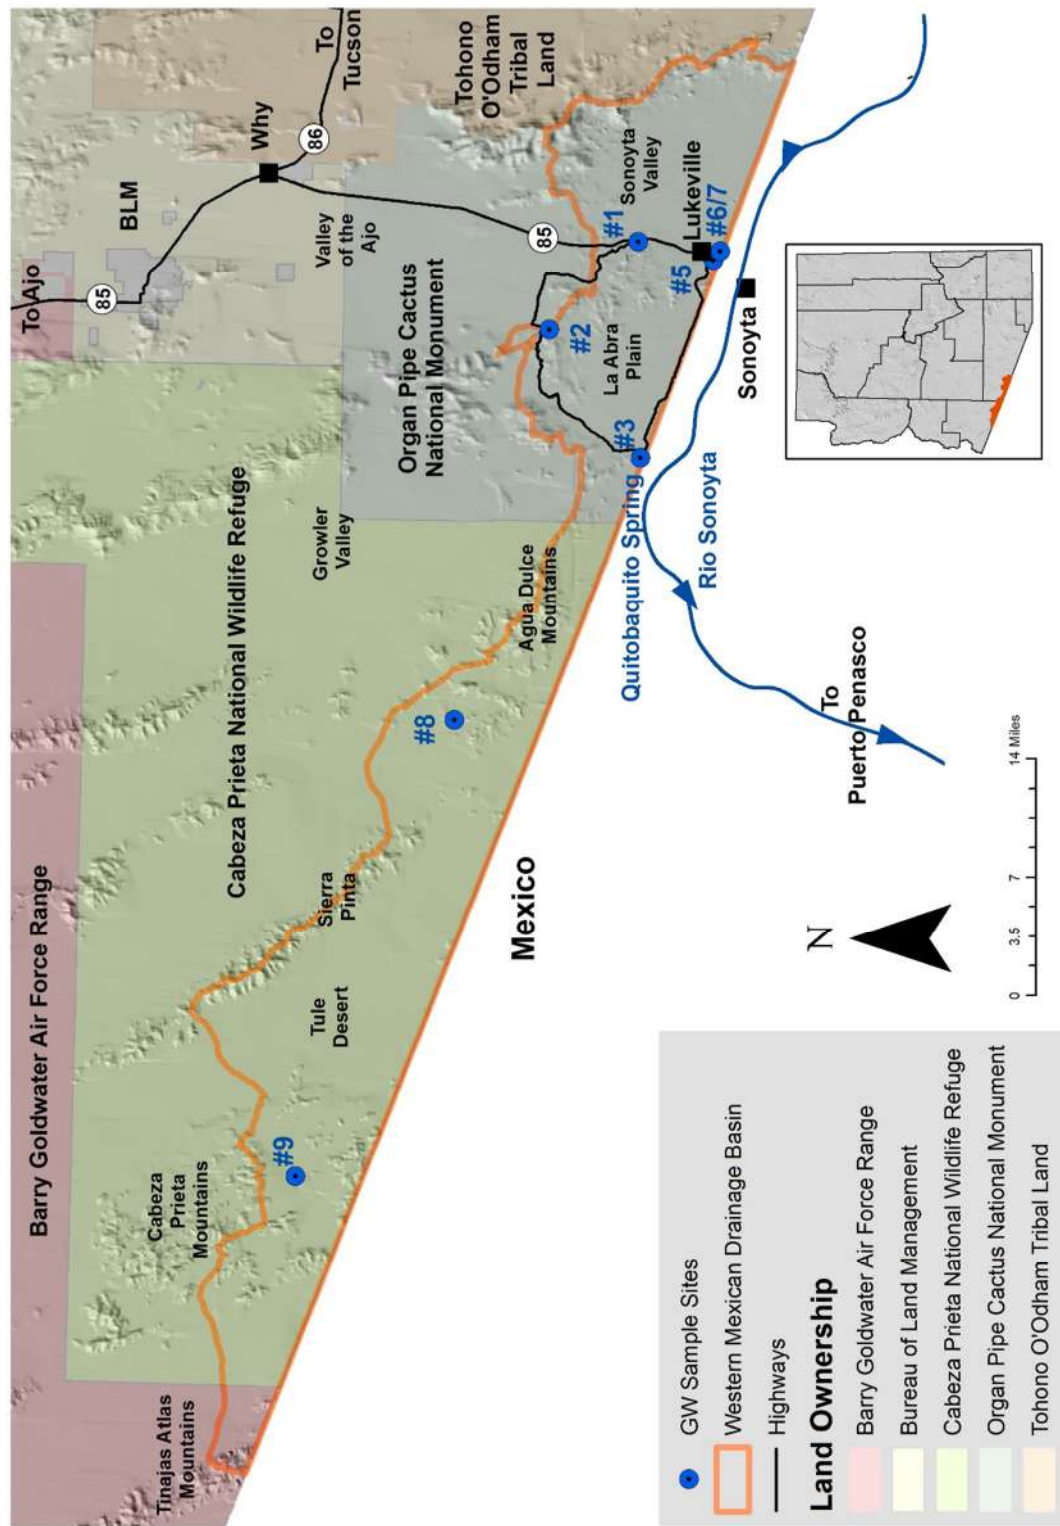 Barry Goldwater Air Force Range
To Ajo
85
BLM
Why
86
To
Tucson
Tinajas Atlas
Mountains
Cabeza
Prieta
Mountains
#9
Tule
Desert
Sierra
Pinta
Cabeza Prieta National Wildlife Refuge
Growler
Valley
Valley
of the
Ajo
Organ Pipe Cactus
National Monument
85
Tohono
O'Odham
Tribal
Land
#8
Agua Dulce
Mountains
#2
#1
Sonoyta
Valley
La Abra
Plain
#3
#5
Lukeville
#6/7
Quitobaquito Spring
Rio Sonoyta
Sonoyta
Mexico
To
Puerto Penasco
N
0
3.5
7
14 Miles
GW Sample Sites
Western Mexican Drainage Basin
Highways
Land Ownership
Barry Goldwater Air Force Range
Bureau of Land Management
Cabeza Prieta National Wildlife Refuge
Organ Pipe Cactus National Monument
Tohono O'Odham Tribal Land